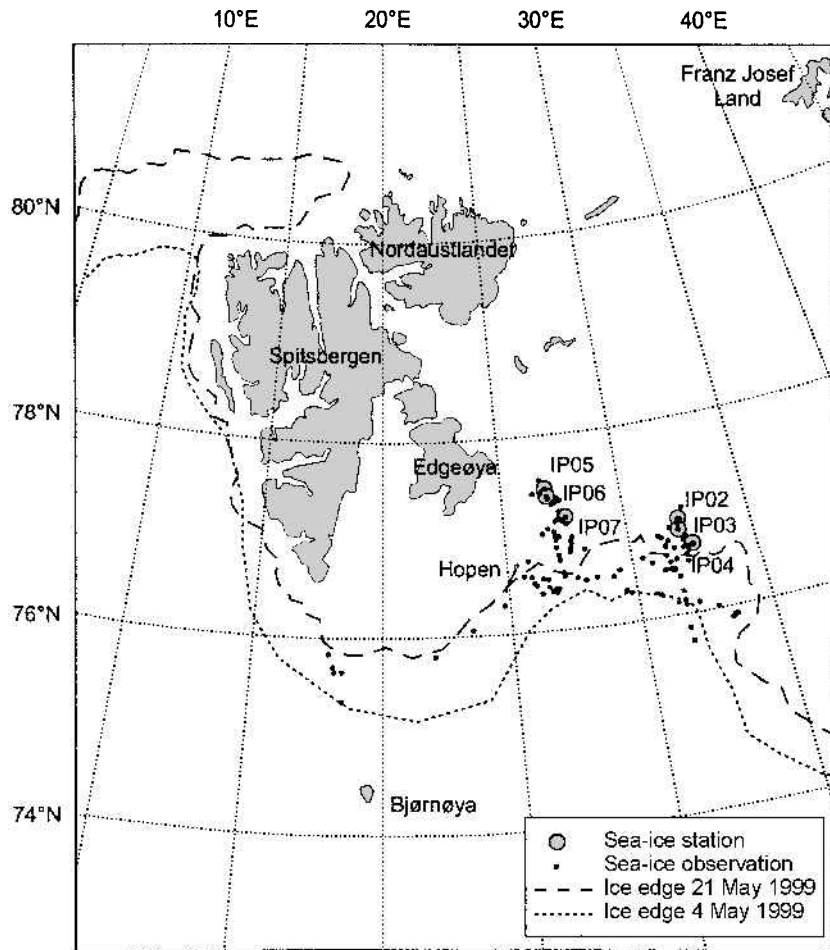 10°E 20°E 30°E 40°E
Franz Josef
Land
80°N
Nordaustlandet
Spitsbergen
78°N
Edgeøya
IP05
IP06
IP02
IP07
IP03
Hopen
IP04
76°N
74°N
Bjørnøya
Sea-ice station
Sea-ice observation
Ice edge 21 May 1999
Ice edge 4 May 1999